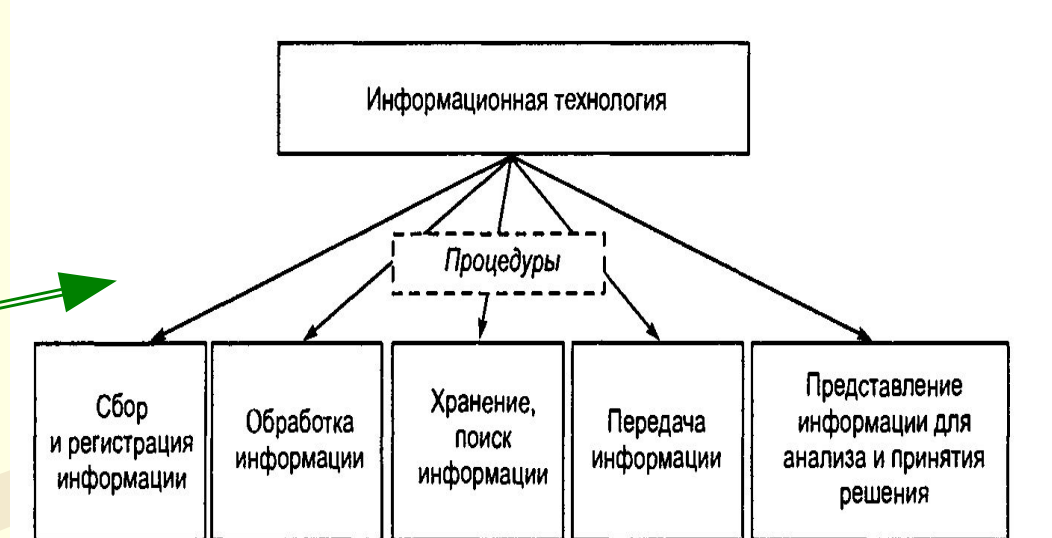 Информационная технология
Процедуры
Сбор
и регистрация
информации
Обработка
информации
Хранение,
поиск
информации
Передача
информации
Представление
информации для
анализа и принятия
решения